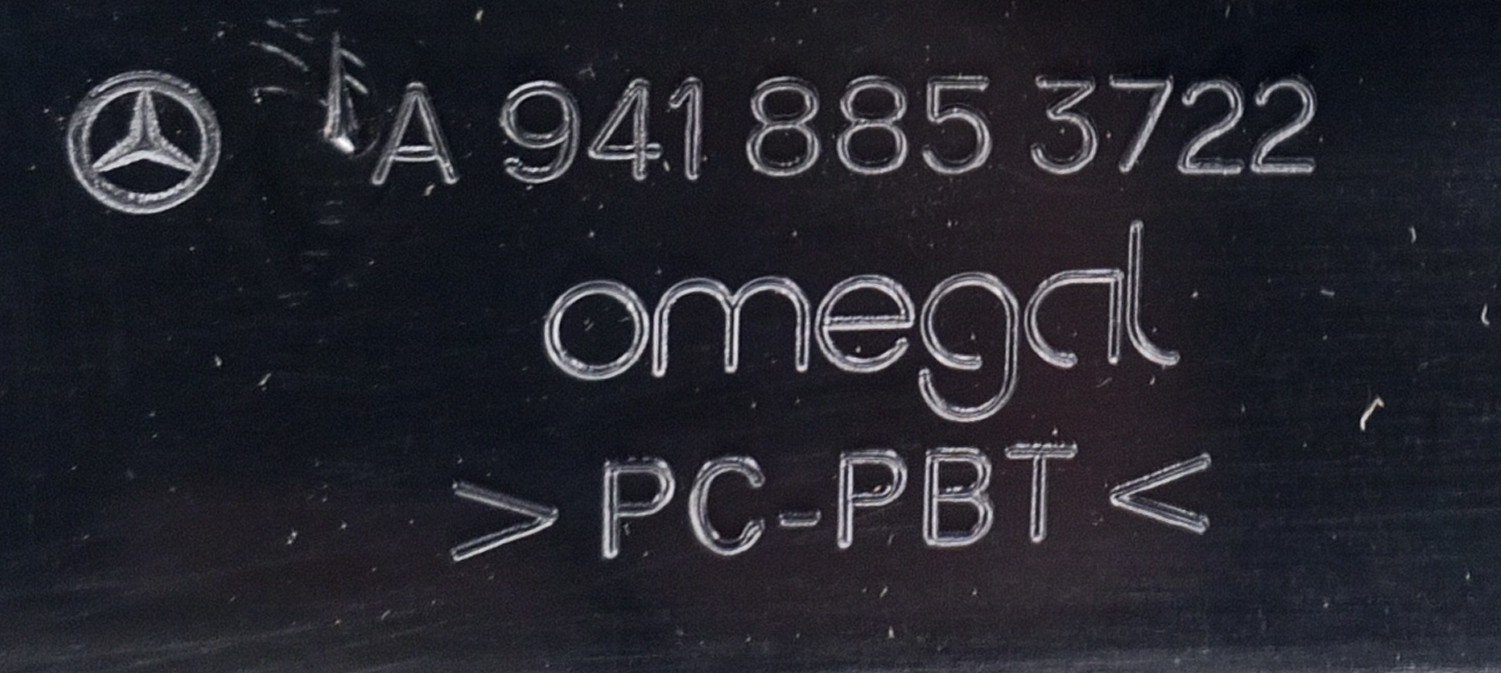 A 941 885 3722
omegal
> PC-PBT <